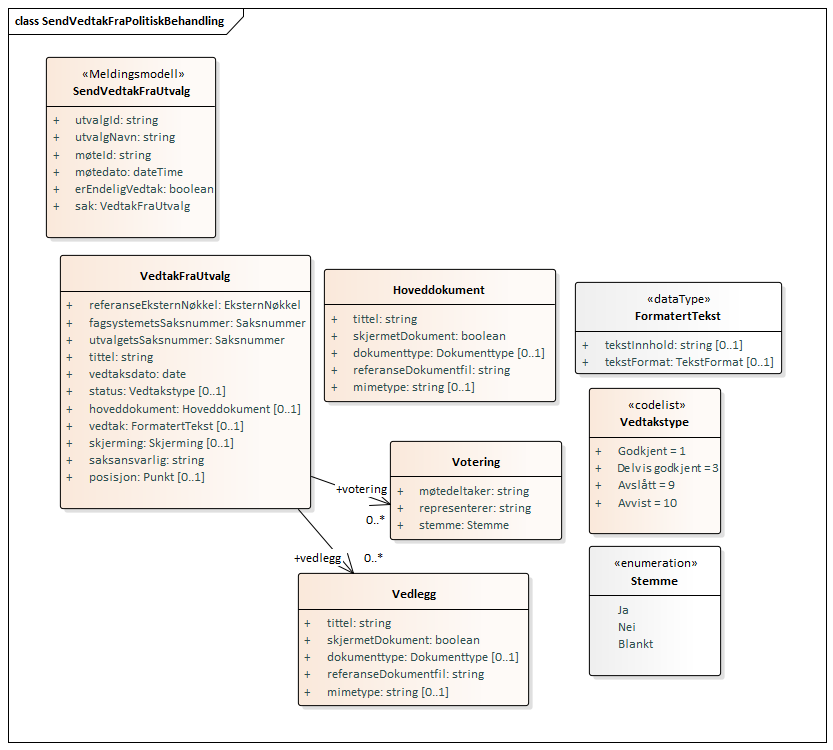 class SendVedtakFraPolitiskBehandling
«Meldingsmodell»
SendVedtakFraUtvalg
+ utvalgId: string
+ utvalgNavn: string
+ møteId: string
+ møtedato: dateTime
+ erEndeligVedtak: boolean
+ sak: VedtakFraUtvalg
VedtakFraUtvalg
+ referanseEksternNøkkel: EksternNøkkel
+ fagsystemetsSaksnummer: Saksnummer
+ utvalgetsSaksnummer: Saksnummer
+ tittel: string
+ vedtaksdato: date
+ status: Vedtakstype [0..1]
+ hoveddokument: Hoveddokument [0..1]
+ vedtak: FormatertTekst [0..1]
+ skjerming: Skjerming [0..1]
+ saksansvarlig: string
+ posisjon: Punkt [0..1]
Hoveddokument
+ tittel: string
+ skjermetDokument: boolean
+ dokumenttype: Dokumenttype [0..1]
+ referanseDokumentfil: string
+ mimetype: string [0..1]
«dataType»
FormatertTekst
+ tekstInnhold: string [0..1]
+ tekstFormat: TekstFormat [0..1]
«codelist»
Vedtakstype
+ Godkjent = 1
+ Delvis godkjent = 3
+ Avslått = 9
+ Avvist = 10
+votering
0..*
Votering
+ møtedeltaker: string
+ representerer: string
+ stemme: Stemme
+vedlegg
0..*
Vedlegg
+ tittel: string
+ skjermetDokument: boolean
+ dokumenttype: Dokumenttype [0..1]
+ referanseDokumentfil: string
+ mimetype: string [0..1]
«enumeration»
Stemme
Ja
Nei
Blankt